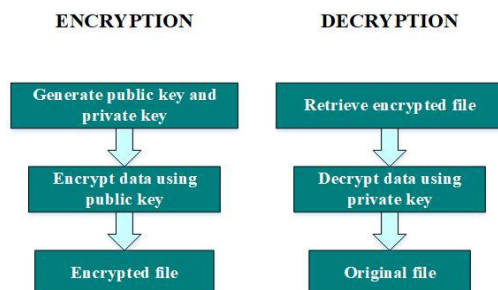 ENCRYPTION
Generate public key and
private key
Encrypt data using
public key
Encrypted file
DECRYPTION
Retrieve encrypted file
Decrypt data using
private key
Original file